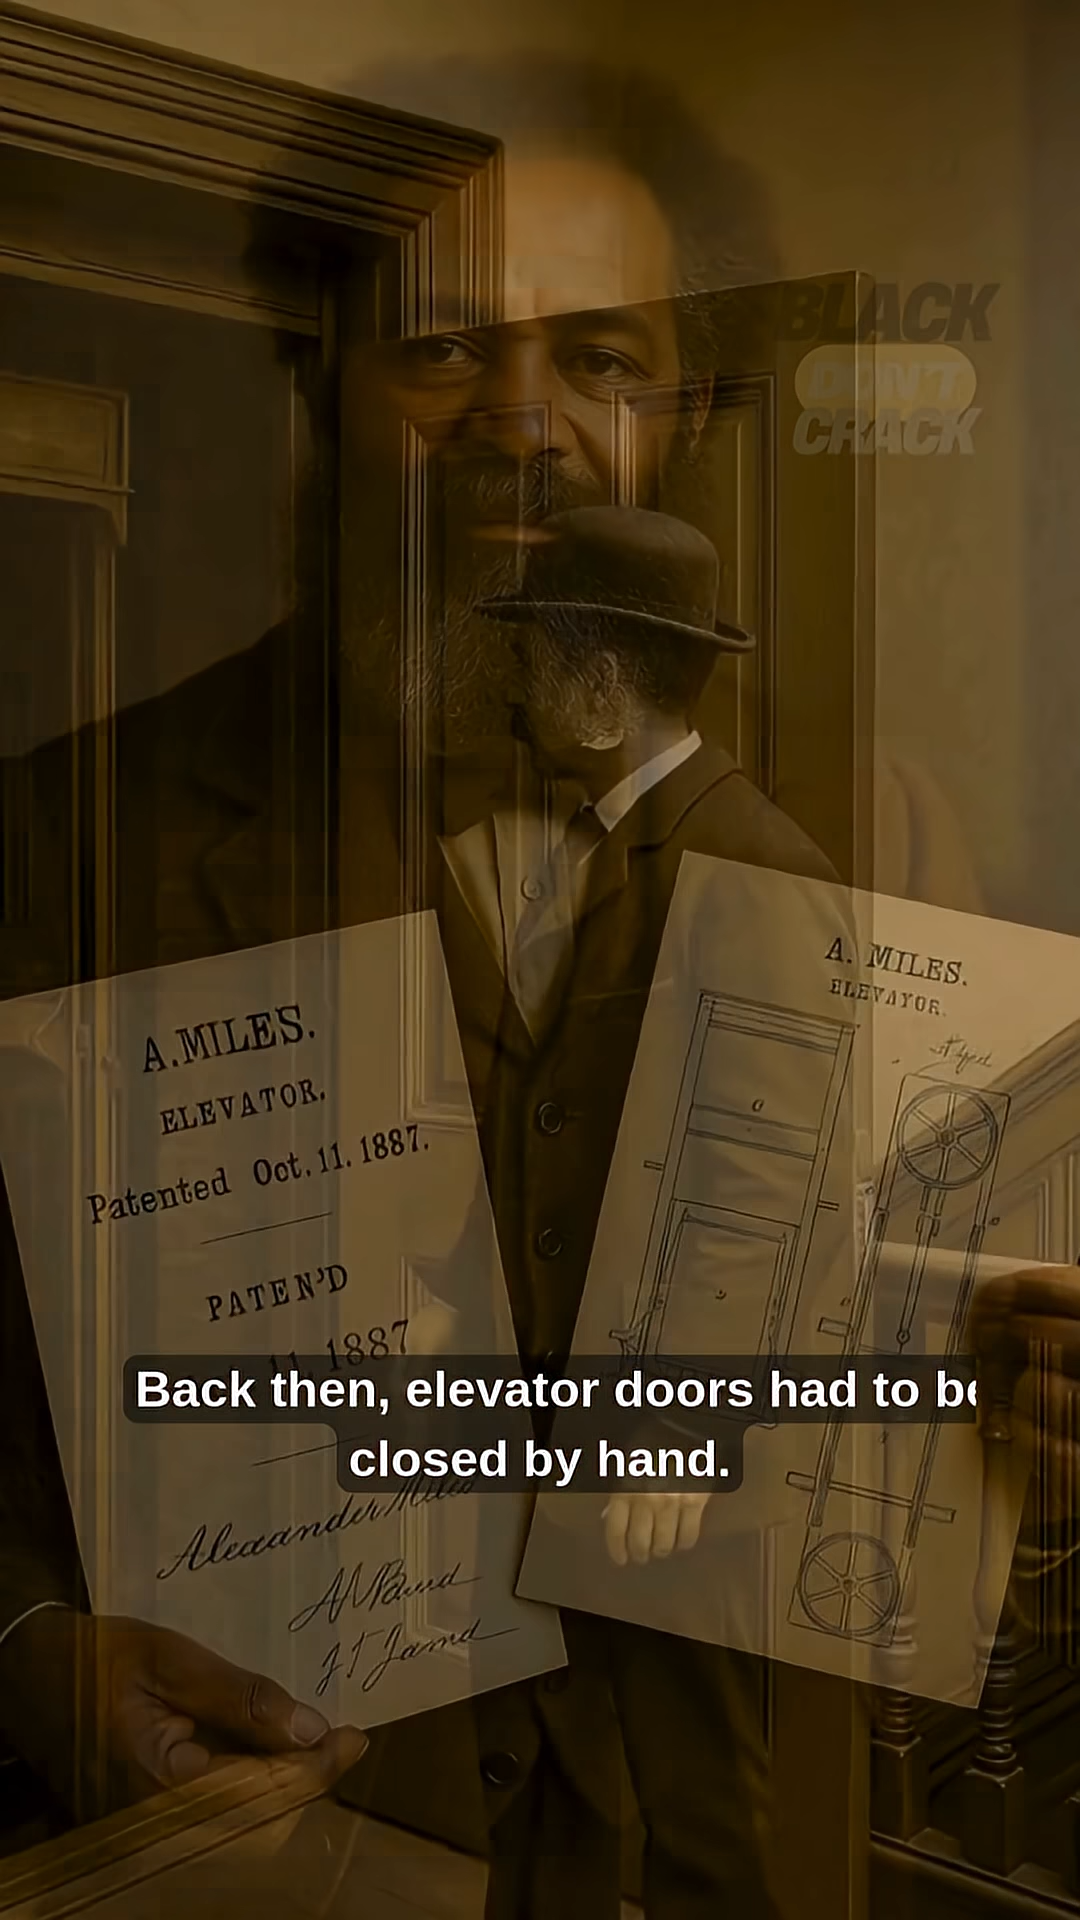 BLACK
DON'T
CRACK
A. MILES.
ELEVATOR.
A.MILES.
ELEVATOR.
Patented Oct. 11. 1887.
PATEN'D
11, 1887
Back then, elevator doors had to be
closed by hand.
Alexander Miles